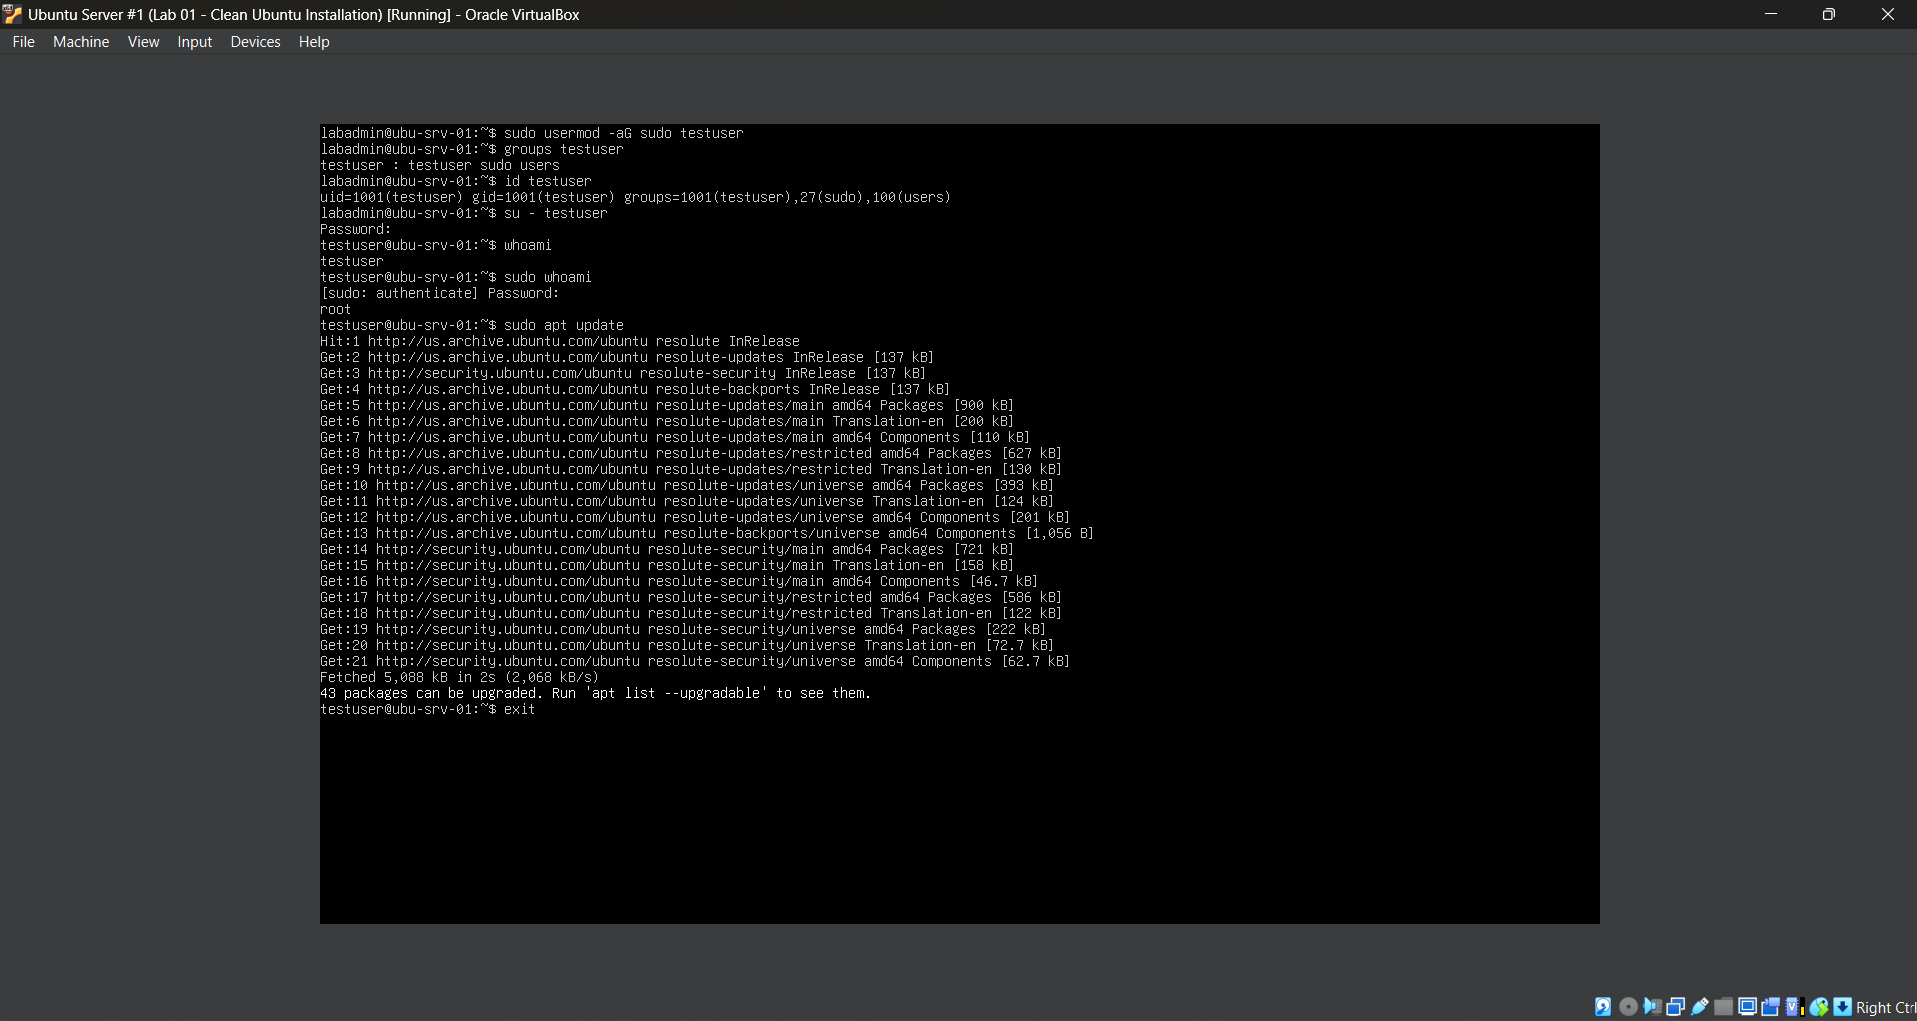 Ubuntu Server #1 (Lab 01 - Clean Ubuntu Installation) [Running] - Oracle VirtualBox
File Machine View Input Devices Help
labadmin@ubu-srv-01:~$ sudo usermod -aG sudo testuser
labadmin@ubu-srv-01:~$ groups testuser
testuser : testuser sudo users
labadmin@ubu-srv-01:~$ id testuser
uid=1001(testuser) gid=1001(testuser) groups=1001(testuser),27(sudo),100(users)
labadmin@ubu-srv-01:~$ su - testuser
Password:
testuser@ubu-srv-01:~$ whoami
testuser
testuser@ubu-srv-01:~$ sudo whoami
[sudo: authenticate] Password:
root
testuser@ubu-srv-01:~$ sudo apt update
Hit:1 http://us.archive.ubuntu.com/ubuntu resolute InRelease
Get:2 http://us.archive.ubuntu.com/ubuntu resolute-updates InRelease [137 kB]
Get:3 http://security.ubuntu.com/ubuntu resolute-security InRelease [137 kB]
Get:4 http://us.archive.ubuntu.com/ubuntu resolute-backports InRelease [137 kB]
Get:5 http://us.archive.ubuntu.com/ubuntu resolute-updates/main amd64 Packages [900 kB]
Get:6 http://us.archive.ubuntu.com/ubuntu resolute-updates/main Translation-en [200 kB]
Get:7 http://us.archive.ubuntu.com/ubuntu resolute-updates/main amd64 Components [110 kB]
Get:8 http://us.archive.ubuntu.com/ubuntu resolute-updates/restricted amd64 Packages [627 kB]
Get:9 http://us.archive.ubuntu.com/ubuntu resolute-updates/restricted Translation-en [130 kB]
Get:10 http://us.archive.ubuntu.com/ubuntu resolute-updates/universe amd64 Packages [393 kB]
Get:11 http://us.archive.ubuntu.com/ubuntu resolute-updates/universe Translation-en [124 kB]
Get:12 http://us.archive.ubuntu.com/ubuntu resolute-updates/universe amd64 Components [201 kB]
Get:13 http://us.archive.ubuntu.com/ubuntu resolute-backports/universe amd64 Components [1,056 B]
Get:14 http://security.ubuntu.com/ubuntu resolute-security/main amd64 Packages [721 kB]
Get:15 http://security.ubuntu.com/ubuntu resolute-security/main Translation-en [158 kB]
Get:16 http://security.ubuntu.com/ubuntu resolute-security/main amd64 Components [46.7 kB]
Get:17 http://security.ubuntu.com/ubuntu resolute-security/restricted amd64 Packages [586 kB]
Get:18 http://security.ubuntu.com/ubuntu resolute-security/restricted Translation-en [122 kB]
Get:19 http://security.ubuntu.com/ubuntu resolute-security/universe amd64 Packages [222 kB]
Get:20 http://security.ubuntu.com/ubuntu resolute-security/universe Translation-en [72.7 kB]
Get:21 http://security.ubuntu.com/ubuntu resolute-security/universe amd64 Components [62.7 kB]
Fetched 5,088 kB in 2s (2,068 kB/s)
43 packages can be upgraded. Run 'apt list --upgradable' to see them.
testuser@ubu-srv-01:~$ exit
Right Ctrl